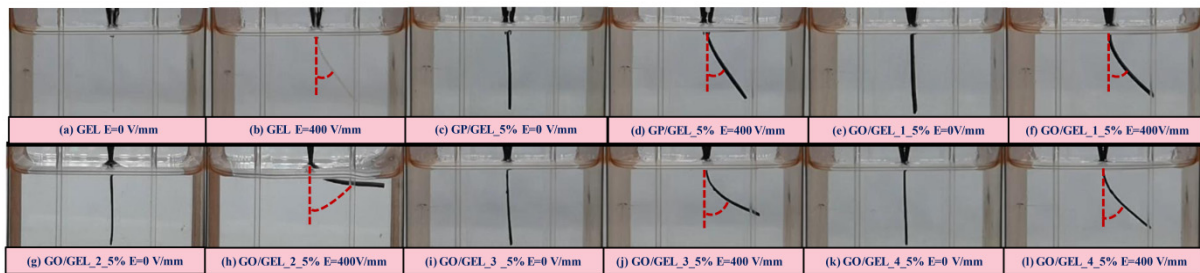 (a) GEL E=0 V/mm
(b) GEL E=400 V/mm
(c) GP/GEL_5% E=0 V/mm
(d) GP/GEL_5% E=400 V/mm
(e) GO/GEL_1_5% E=0V/mm
(f) GO/GEL_1_5% E=400V/mm
(g) GO/GEL_2_5% E=0 V/mm
(h) GO/GEL_2_5% E=400V/mm
(i) GO/GEL_3 _5% E=0 V/mm
(j) GO/GEL_3_5% E=400 V/mm
(k) GO/GEL_4_5% E=0 V/mm
(l) GO/GEL_4_5% E=400 V/mm